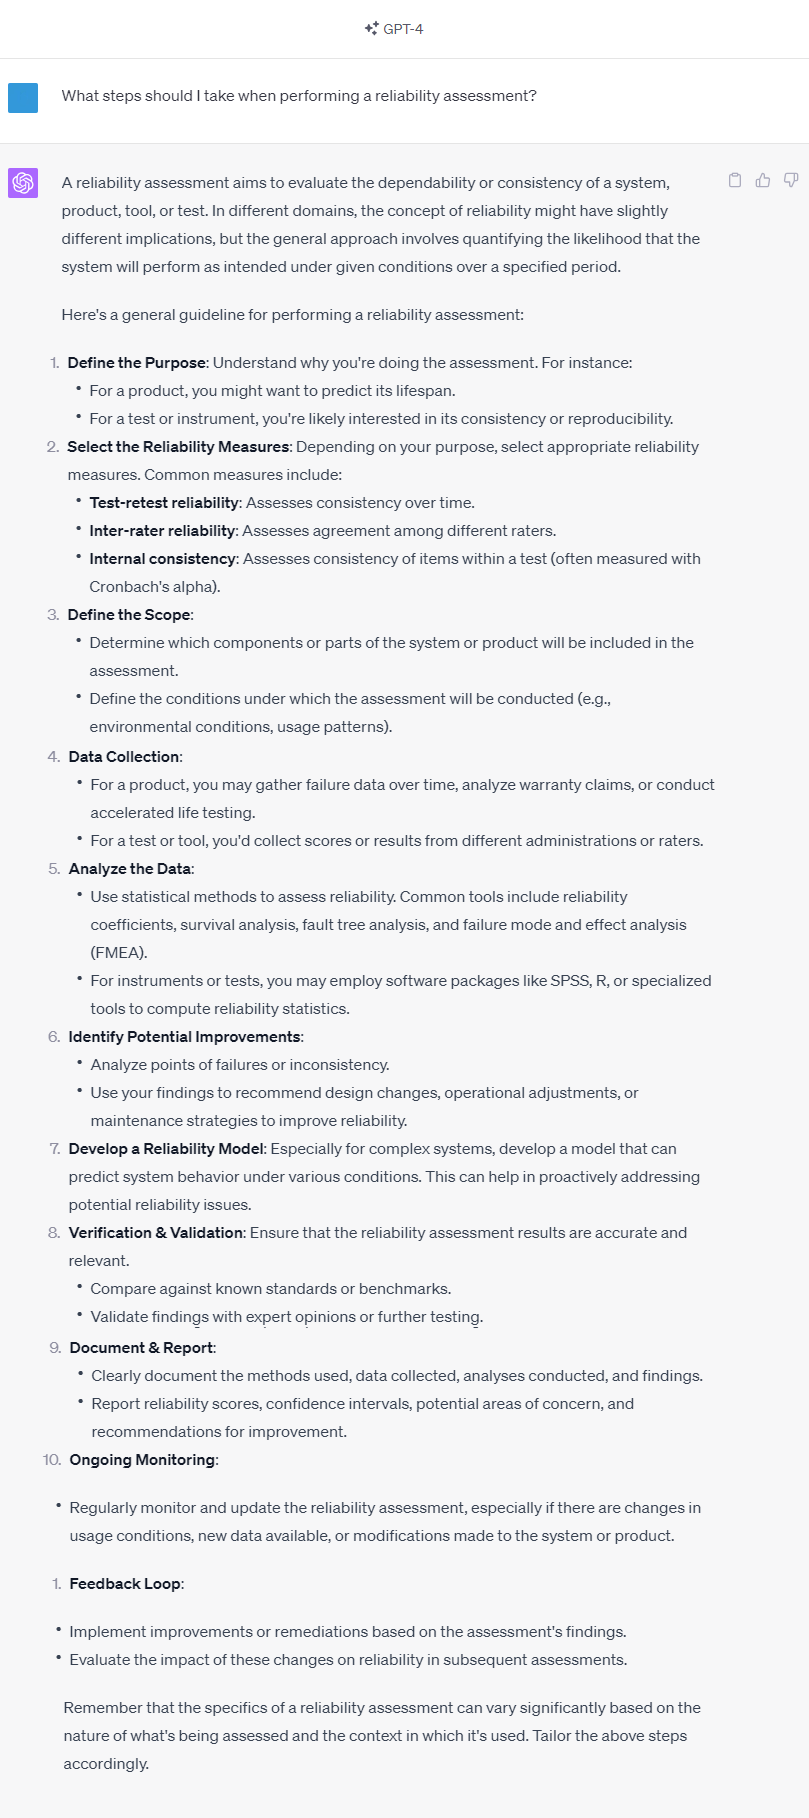 GPT-4
What steps should I take when performing a reliability assessment?
A reliability assessment aims to evaluate the dependability or consistency of a system,
product, tool, or test. In different domains, the concept of reliability might have slightly
different implications, but the general approach involves quantifying the likelihood that the
system will perform as intended under given conditions over a specified period.
Here's a general guideline for performing a reliability assessment:
1. Define the Purpose: Understand why you're doing the assessment. For instance:
• For a product, you might want to predict its lifespan.
• For a test or instrument, you're likely interested in its consistency or reproducibility.
2. Select the Reliability Measures: Depending on your purpose, select appropriate reliability
measures. Common measures include:
• Test-retest reliability: Assesses consistency over time.
• Inter-rater reliability: Assesses agreement among different raters.
• Internal consistency: Assesses consistency of items within a test (often measured with
Cronbach's alpha).
3. Define the Scope:
• Determine which components or parts of the system or product will be included in the
assessment.
• Define the conditions under which the assessment will be conducted (e.g.,
environmental conditions, usage patterns).
4. Data Collection:
• For a product, you may gather failure data over time, analyze warranty claims, or conduct
accelerated life testing.
• For a test or tool, you'd collect scores or results from different administrations or raters.
5. Analyze the Data:
• Use statistical methods to assess reliability. Common tools include reliability
coefficients, survival analysis, fault tree analysis, and failure mode and effect analysis
(FMEA).
• For instruments or tests, you may employ software packages like SPSS, R, or specialized
tools to compute reliability statistics.
6. Identify Potential Improvements:
• Analyze points of failures or inconsistency.
• Use your findings to recommend design changes, operational adjustments, or
maintenance strategies to improve reliability.
7. Develop a Reliability Model: Especially for complex systems, develop a model that can
predict system behavior under various conditions. This can help in proactively addressing
potential reliability issues.
8. Verification & Validation: Ensure that the reliability assessment results are accurate and
relevant.
• Compare against known standards or benchmarks.
• Validate findings with expert opinions or further testing.
9. Document & Report:
• Clearly document the methods used, data collected, analyses conducted, and findings.
• Report reliability scores, confidence intervals, potential areas of concern, and
recommendations for improvement.
10. Ongoing Monitoring:
• Regularly monitor and update the reliability assessment, especially if there are changes in
usage conditions, new data available, or modifications made to the system or product.
1. Feedback Loop:
• Implement improvements or remediations based on the assessment's findings.
• Evaluate the impact of these changes on reliability in subsequent assessments.
Remember that the specifics of a reliability assessment can vary significantly based on the
nature of what's being assessed and the context in which it's used. Tailor the above steps
accordingly.